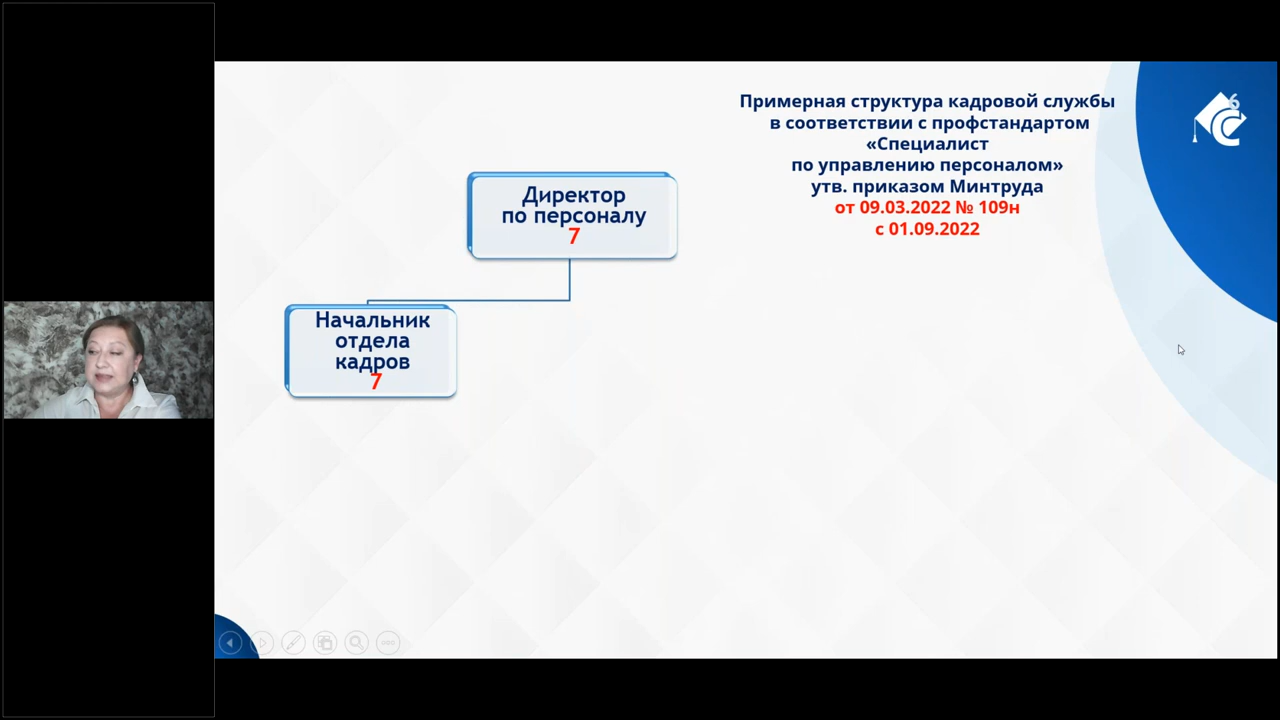 Примерная структура кадровой службы
в соответствии с профстандартом
«Специалист
по управлению персоналом»
утв. приказом Минтруда
от 09.03.2022 № 109н
с 01.09.2022
6
Директор
по персоналу
7
Начальник
отдела
кадров
7